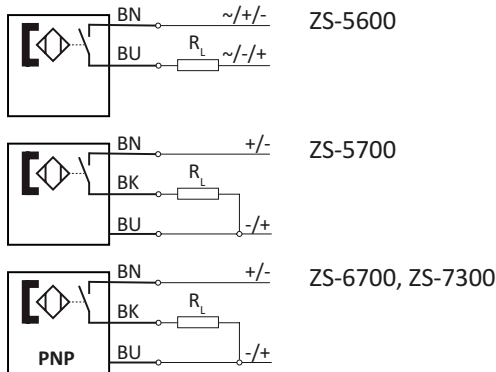 BN ~/+/- ZS-5600
BU R_L ~/-/+
BN +/- ZS-5700
BK R_L
BU -/+
BN +/- ZS-6700, ZS-7300
BK R_L
PNP BU -/+